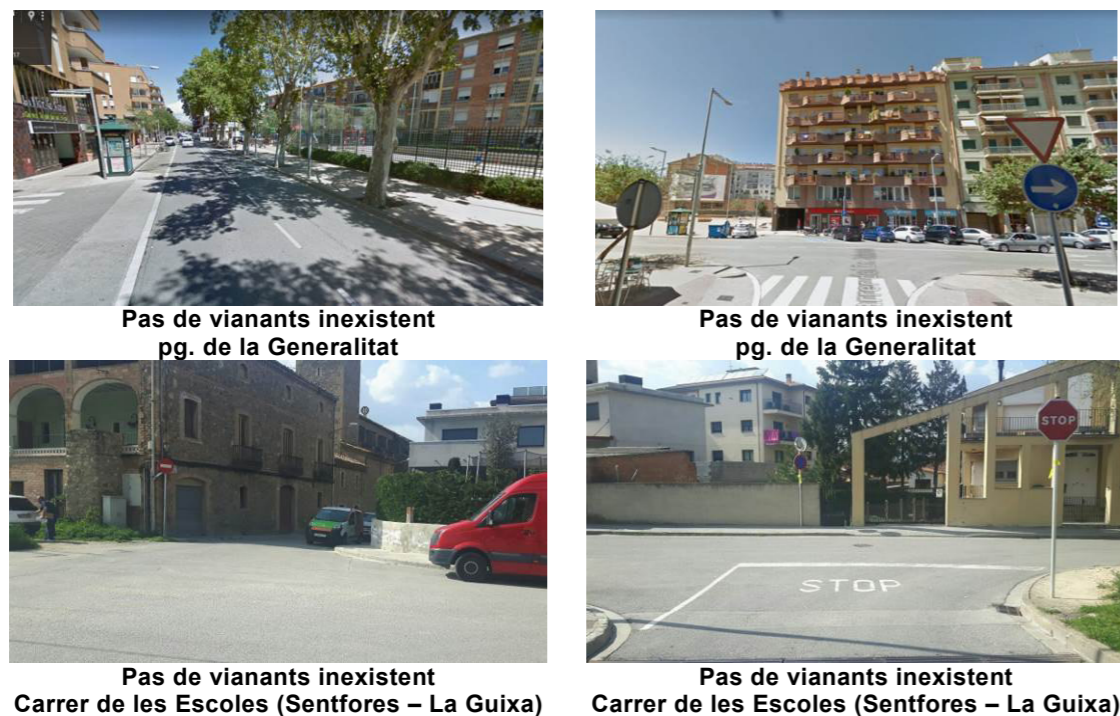 Pas de vianants inexistent
pg. de la Generalitat
Pas de vianants inexistent
pg. de la Generalitat
STOP
STOP
Pas de vianants inexistent
Carrer de les Escoles (Sentfores – La Guixa)
Pas de vianants inexistent
Carrer de les Escoles (Sentfores – La Guixa)